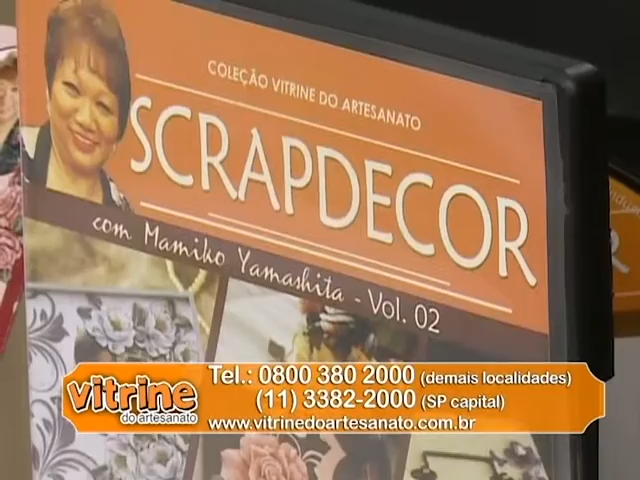 COLEÇÃO VITRINE DO ARTESANATO
SCRAPDECOR
com Mamiko Yamashita - Vol. 02
vitrine
do artesanato
Tel.: 0800 380 2000 (demais localidades)
(11) 3382-2000 (SP capital)
www.vitrinedoartesanato.com.br